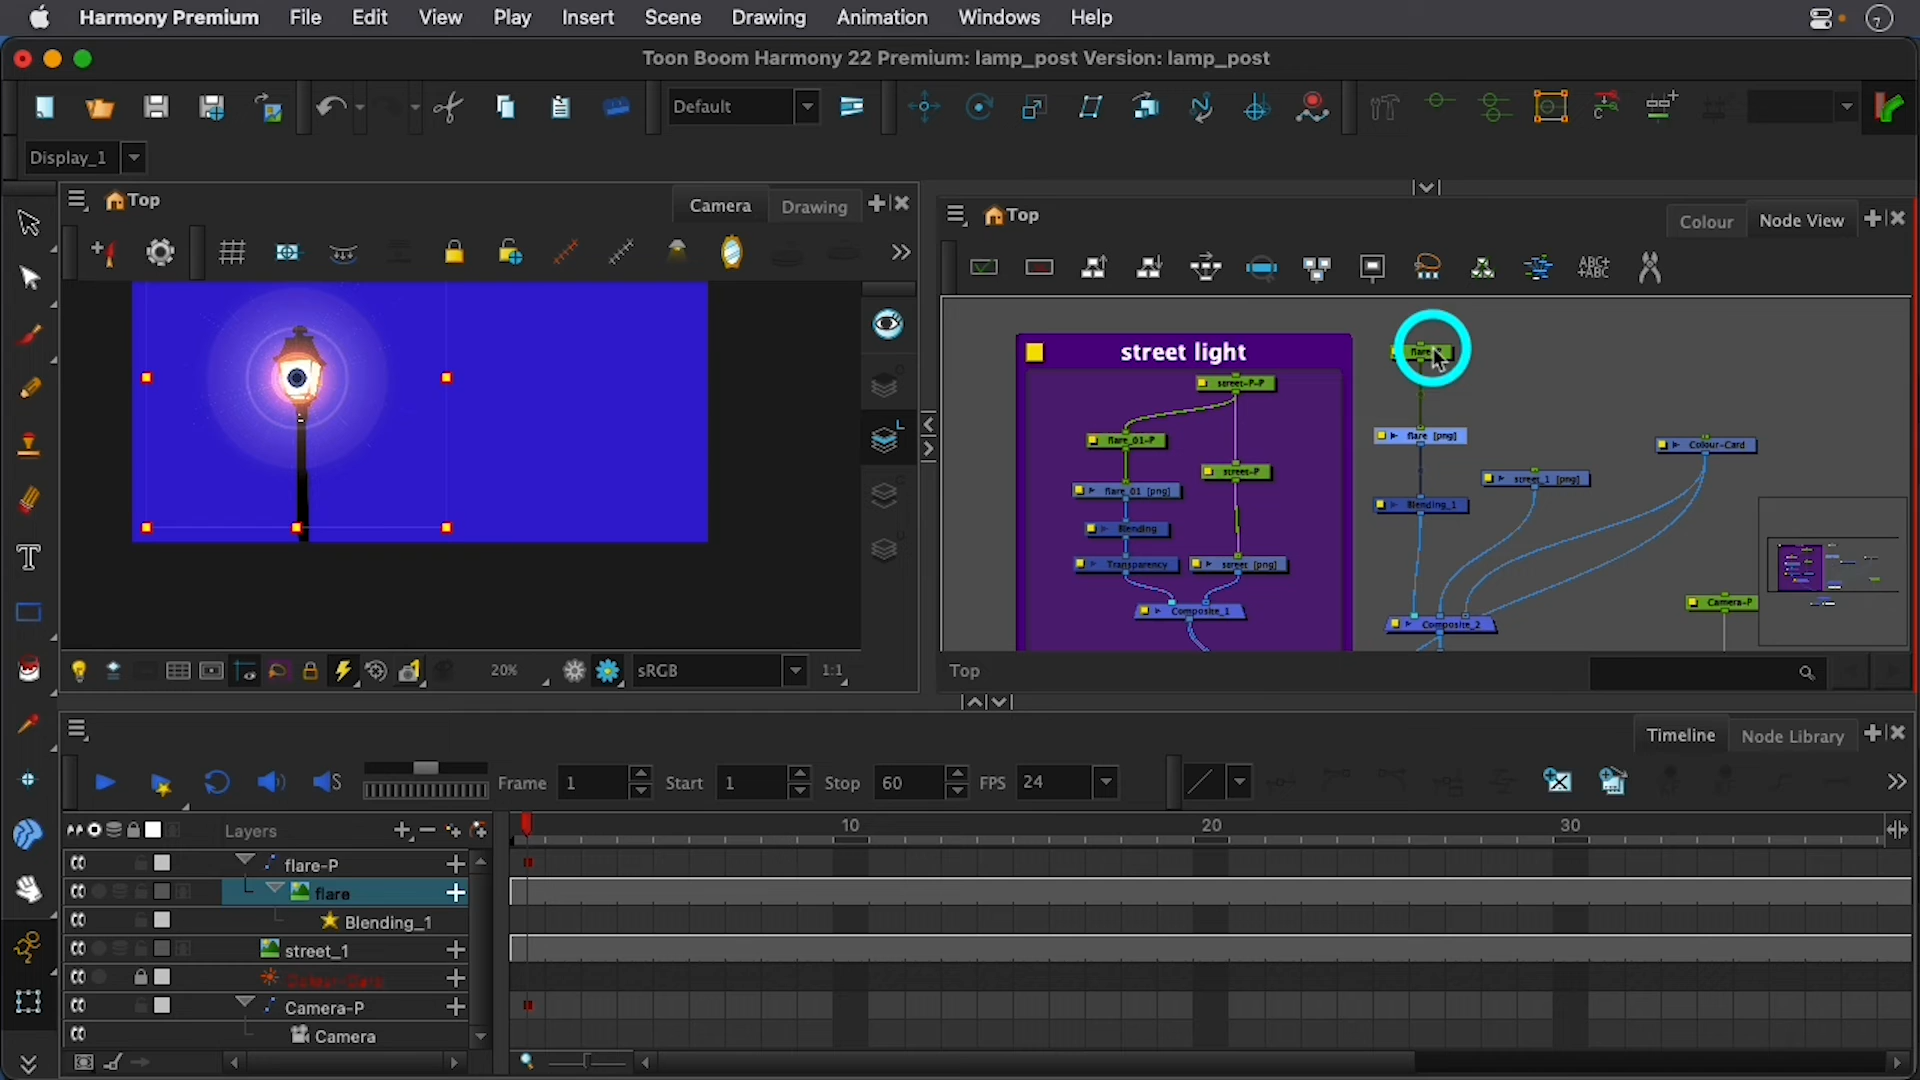 Harmony Premium File Edit View Play Insert Scene Drawing Animation Windows Help
Toon Boom Harmony 22 Premium: lamp_post Version: lamp_post
Default
Display_1
Top
Camera
Drawing
Top
Colour
Node View
ABC+
+ABC
street light
street-P-P
flare_01-P
street-P
flare_01 [png]
Blending
Transparency
street [png]
Composite_1
flare [png]
Blending_1
street_1 [png]
Colour-Card
Composite_2
Camera-P
20%
sRGB
1:1
Top
Timeline
Node Library
Frame 1 Start 1 Stop 60 FPS 24
Layers
10
20
30
flare-P
flare
Blending_1
street_1
Camera-P
Camera